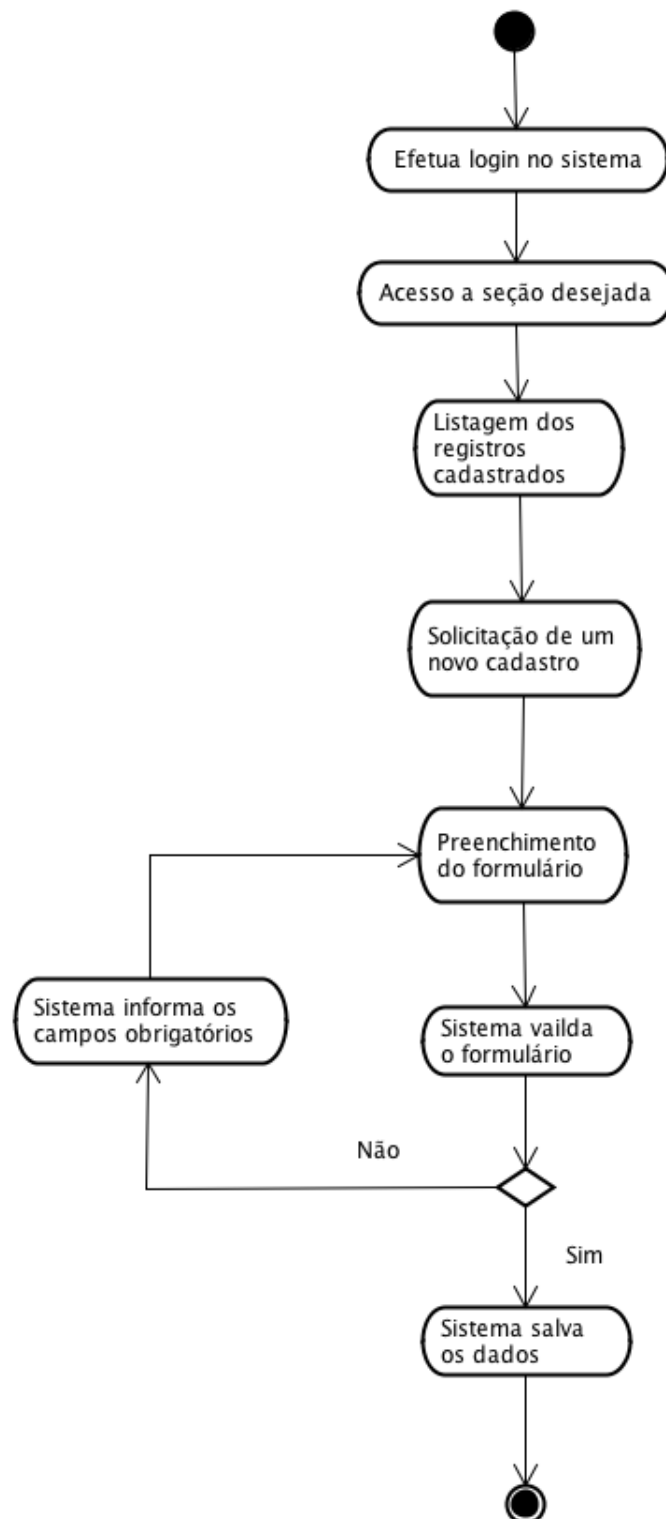 Efetua login no sistema
Acesso a seção desejada
Listagem dos
registros
cadastrados
Solicitação de um
novo cadastro
Preenchimento
do formulário
Sistema informa os
campos obrigatórios
Sistema vailda
o formulário
Não
Sim
Sistema salva
os dados